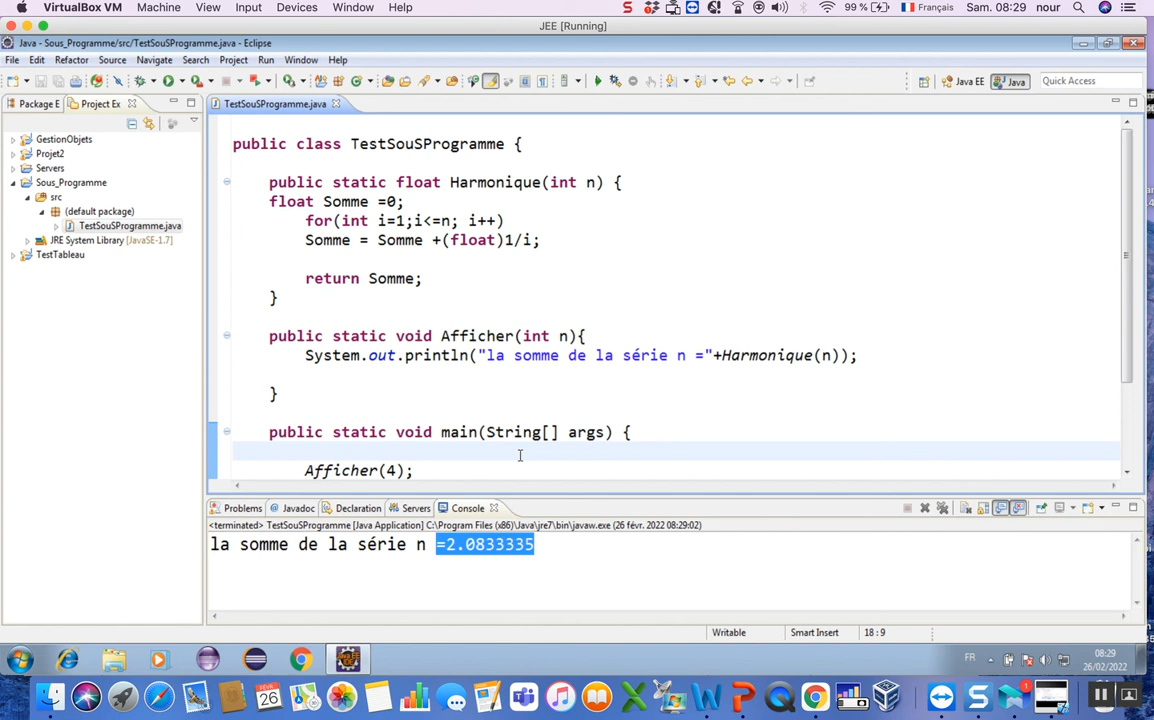 VirtualBox VM Machine View Input Devices Window Help 99 % Français Sam. 08:29 nour
JEE [Running]
Java - Sous_Programme/src/TestSouSProgramme.java - Eclipse
File Edit Refactor Source Navigate Search Project Run Window Help
Java EE Java Quick Access
Package E Project Ex
TestSouSProgramme.java
GestionObjets
Projet2
Servers
Sous_Programme
src
(default package)
TestSouSProgramme.java
JRE System Library [JavaSE-1.7]
TestTableau
public class TestSouSProgramme {
public static float Harmonique(int n) {
float Somme =0;
for(int i=1;i<=n; i++)
Somme = Somme +(float)1/i;
return Somme;
}
public static void Afficher(int n){
System.out.println("la somme de la série n ="+Harmonique(n));
}
public static void main(String[] args) {
Afficher(4);
Problems Javadoc Declaration Servers Console
<terminated> TestSouSProgramme [Java Application] C:\Program Files (x86)\Java\jre7\bin\javaw.exe (26 févr. 2022 08:29:02)
la somme de la série n =2.0833335
Writable Smart Insert 18 : 9
FR 08:29
26/02/2022